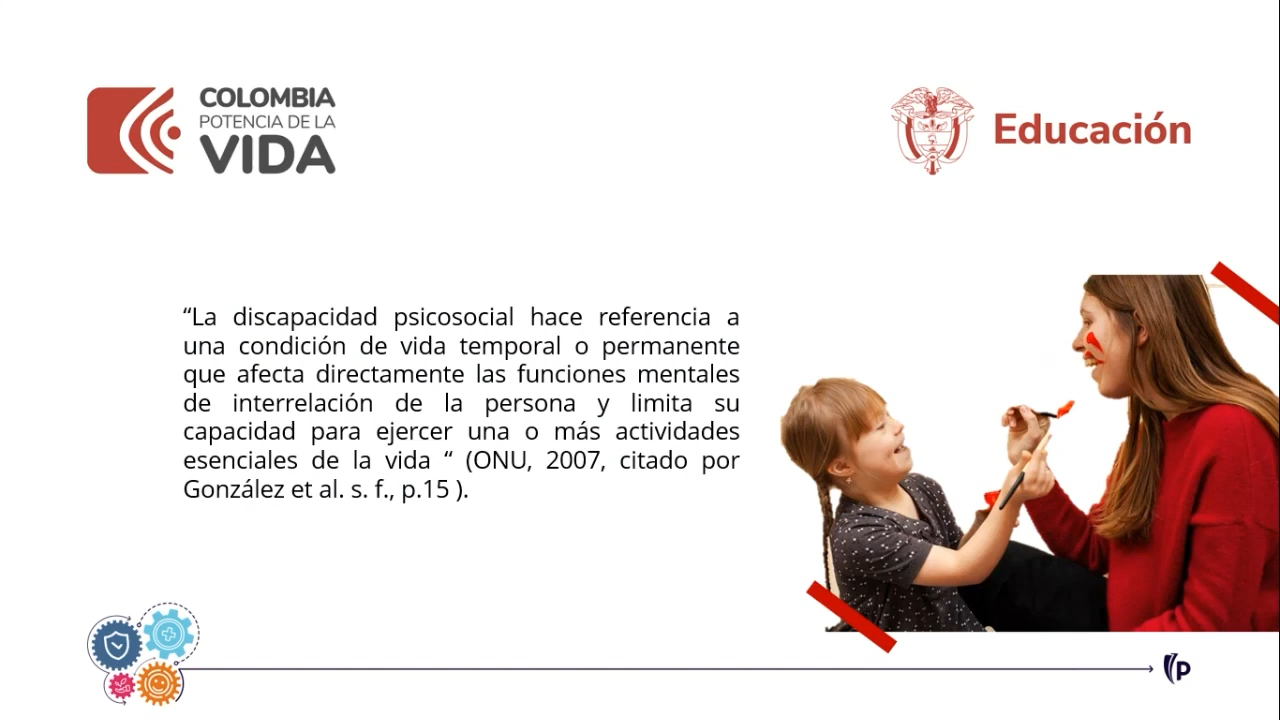 COLOMBIA
POTENCIA DE LA
VIDA
Educación
“La discapacidad psicosocial hace referencia a
una condición de vida temporal o permanente
que afecta directamente las funciones mentales
de interrelación de la persona y limita su
capacidad para ejercer una o más actividades
esenciales de la vida “ (ONU, 2007, citado por
González et al. s. f., p.15 ).
P